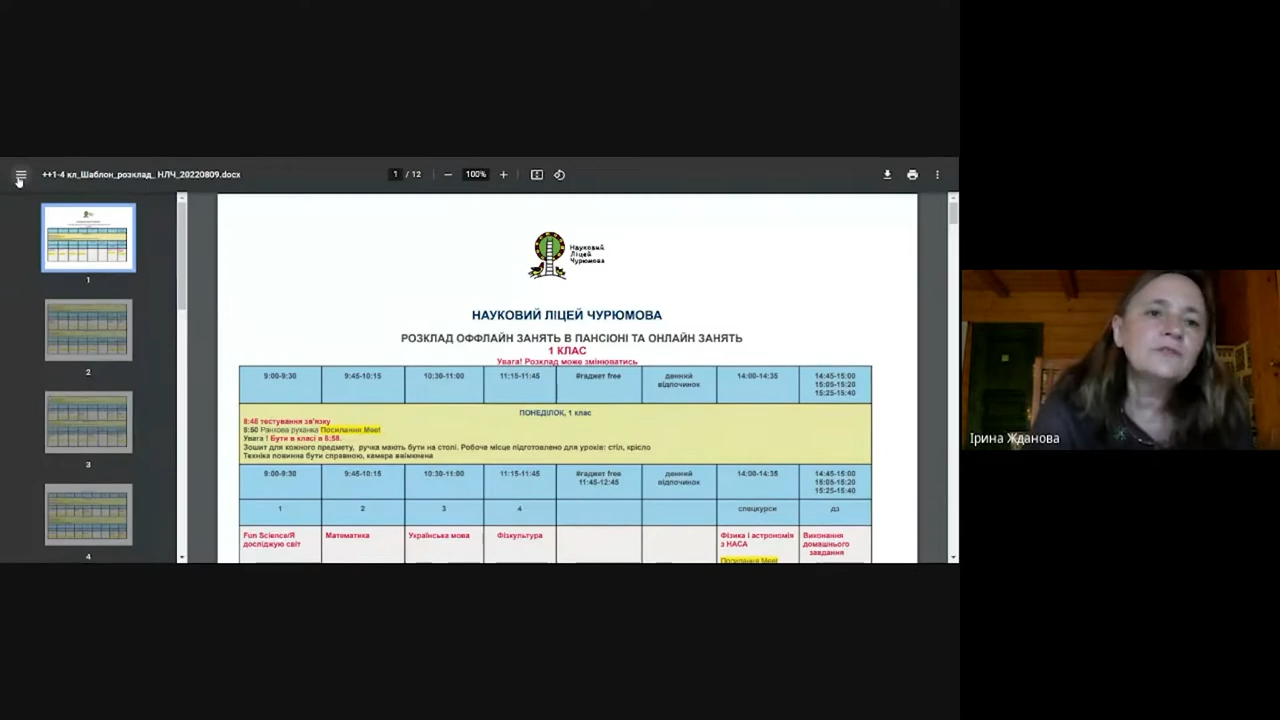 ++1-4 кл_Шаблон_розклад_ НЛЧ_20220809.docx
1 / 12
100%
Науковий
Ліцей
Чурюмова
НАУКОВИЙ ЛІЦЕЙ ЧУРЮМОВА
РОЗКЛАД ОФФЛАЙН ЗАНЯТЬ В ПАНСІОНІ ТА ОНЛАЙН ЗАНЯТЬ
1 КЛАС
Увага! Розклад може змінюватись
9:00-9:30 9:45-10:15 10:30-11:00 11:15-11:45 #гаджет free денний відпочинок 14:00-14:35 14:45-15:00 15:05-15:20 15:25-15:40
ПОНЕДІЛОК, 1 клас
8:45 тестування зв'язку
8:50 Ранкова руханка Посилання Meet
Увага ! Бути в класі в 8:58.
Зошит для кожного предмету, ручка мають бути на столі. Робоче місце підготовлено для уроків: стіл, крісло
Техніка повинна бути справною, камера ввімкнена
9:00-9:30 9:45-10:15 10:30-11:00 11:15-11:45 #гаджет free 11:45-12:45 денний відпочинок 14:00-14:35 14:45-15:00 15:05-15:20 15:25-15:40
1 2 3 4 спецкурси дз
Fun Science/Я досліджую світ Математика Українська мова Фізкультура Фізика і астрономія з НАСА Виконання домашнього завдання
Посилання Meet
1
2
3
4
Ірина Жданова